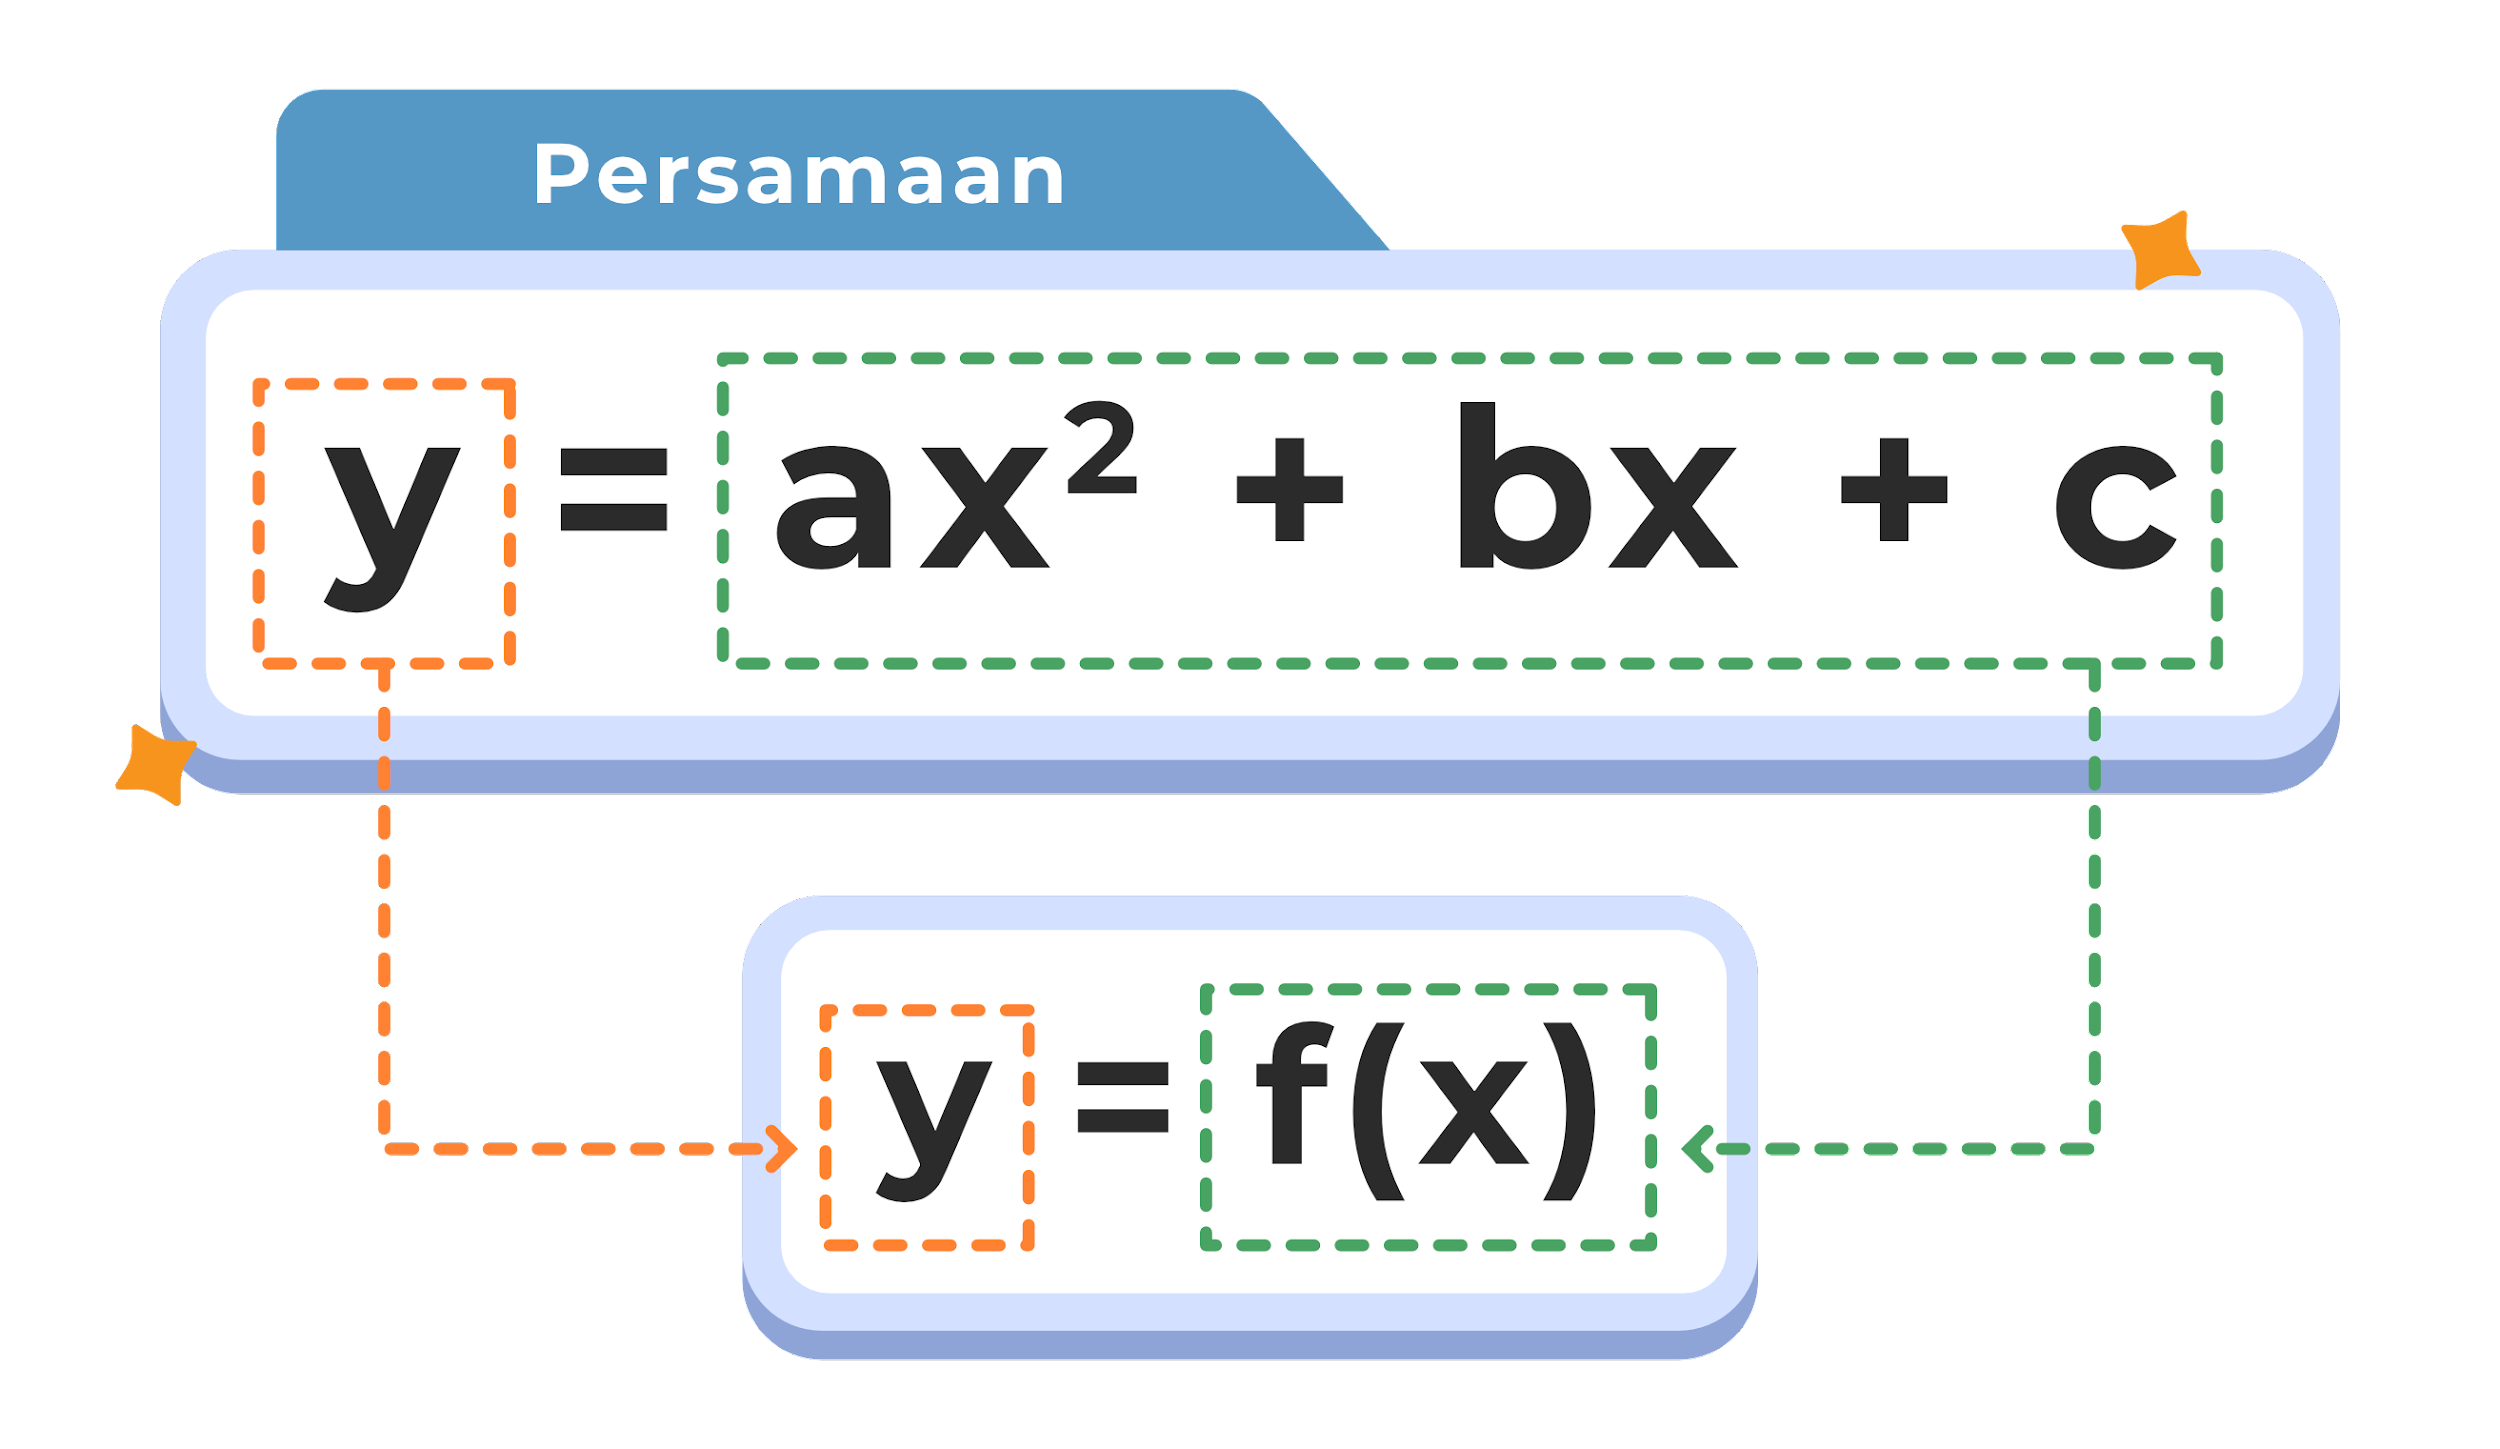 Persamaan
y = ax² + bx + c
y = f(x)